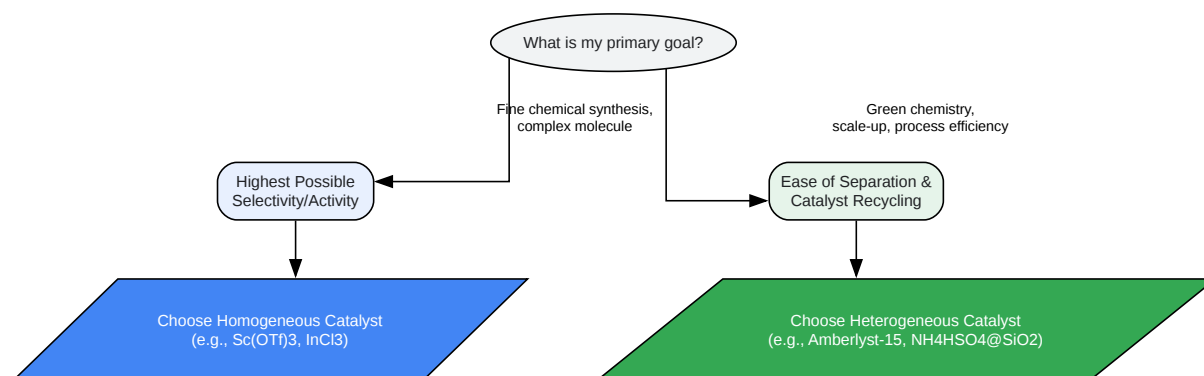 What is my primary goal?
Fine chemical synthesis,
complex molecule
Green chemistry,
scale-up, process efficiency
Highest Possible
Selectivity/Activity
Ease of Separation &
Catalyst Recycling
Choose Homogeneous Catalyst
(e.g., Sc(OTf)3, InCl3)
Choose Heterogeneous Catalyst
(e.g., Amberlyst-15, NH4HSO4@SiO2)